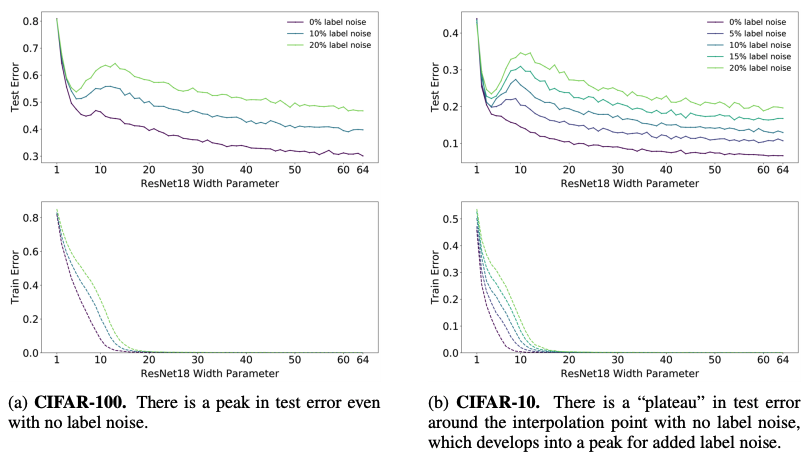 0.8
0.7
0.6
0.5
0.4
0.3
Test Error
0% label noise
10% label noise
20% label noise
1 10 20 30 40 50 60 64
ResNet18 Width Parameter
0.8
0.6
0.4
0.2
0.0
Train Error
1 10 20 30 40 50 60 64
ResNet18 Width Parameter
(a) CIFAR-100. There is a peak in test error even
with no label noise.
0.4
0.3
0.2
0.1
Test Error
0% label noise
5% label noise
10% label noise
15% label noise
20% label noise
1 10 20 30 40 50 60 64
ResNet18 Width Parameter
0.5
0.4
0.3
0.2
0.1
0.0
Train Error
1 10 20 30 40 50 60 64
ResNet18 Width Parameter
(b) CIFAR-10. There is a “plateau” in test error
around the interpolation point with no label noise,
which develops into a peak for added label noise.